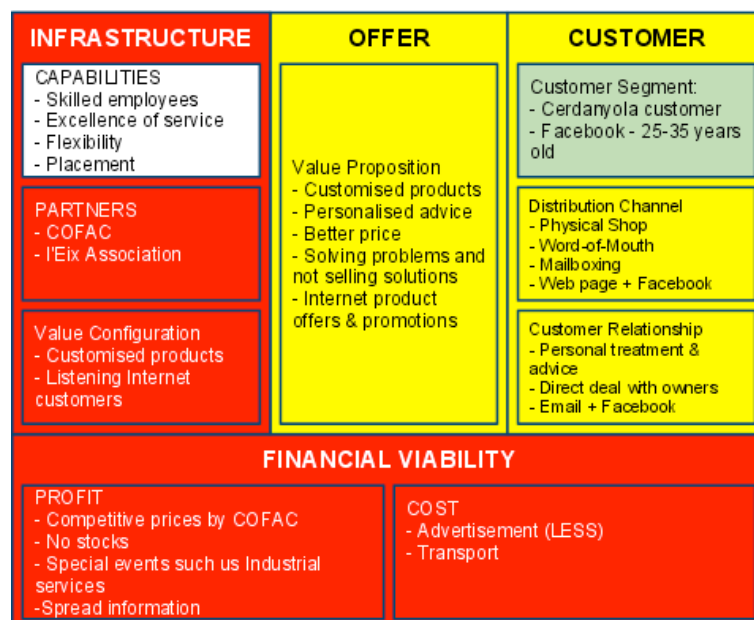 INFRASTRUCTURE
CAPABILITIES
- Skilled employees
- Excellence of service
- Flexibility
- Placement
PARTNERS
- COFAC
- l'Eix Association
Value Configuration
- Customised products
- Listening Internet
customers
OFFER
Value Proposition
- Customised products
- Personalised advice
- Better price
- Solving problems and
not selling solutions
- Internet product
offers & promotions
CUSTOMER
Customer Segment:
- Cerdanyola customer
- Facebook - 25-35 years
old
Distribution Channel
- Physical Shop
- Word-of-Mouth
- Mailboxing
- Web page + Facebook
Customer Relationship
- Personal treatment &
advice
- Direct deal with owners
- Email + Facebook
FINANCIAL VIABILITY
PROFIT
- Competitive prices by COFAC
- No stocks
- Special events such us Industrial
services
-Spread information
COST
- Advertisement (LESS)
- Transport